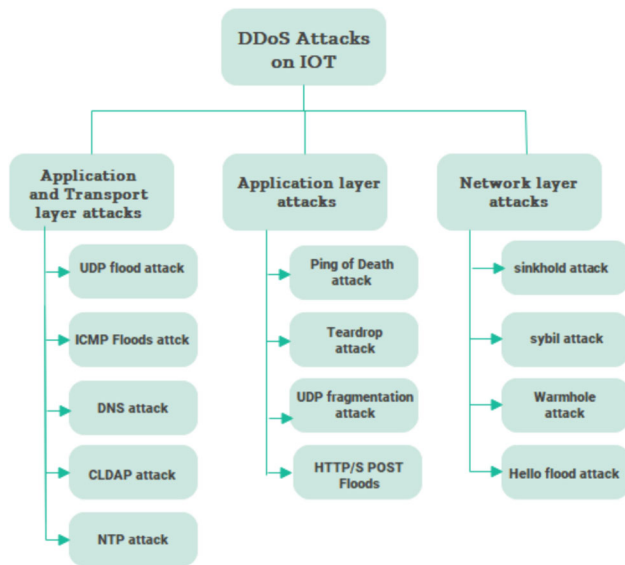 DDoS Attacks
on IOT
Application
and Transport
layer attacks
UDP flood attack
ICMP Floods attck
DNS attack
CLDAP attack
NTP attack
Application layer
attacks
Ping of Death
attack
Teardrop
attack
UDP fragmentation
attack
HTTP/S POST
Floods
Network layer
attacks
sinkhold attack
sybil attack
Warmhole
attack
Hello flood attack